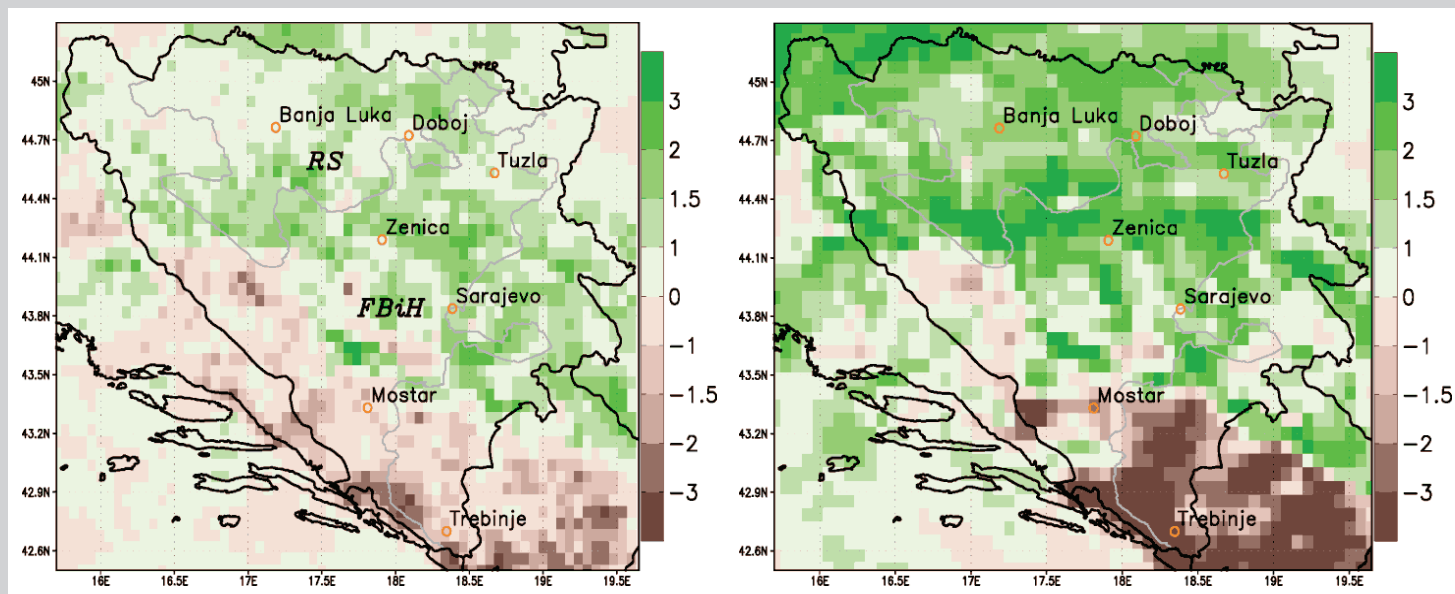 45N
44.7N
44.4N
44.1N
43.8N
43.5N
43.2N
42.9N
42.6N
16E 16.5E 17E 17.5E 18E 18.5E 19E 19.5E
Banja Luka
Doboj
RS
Tuzla
Zenica
Sarajevo
FBiH
Mostar
Trebinje
3
2
1.5
1
0
−1
−1.5
−2
−3
45N
44.7N
44.4N
44.1N
43.8N
43.5N
43.2N
42.9N
42.6N
16E 16.5E 17E 17.5E 18E 18.5E 19E 19.5E
Banja Luka
Doboj
Tuzla
Zenica
Sarajevo
Mostar
Trebinje
3
2
1.5
1
0
−1
−1.5
−2
−3